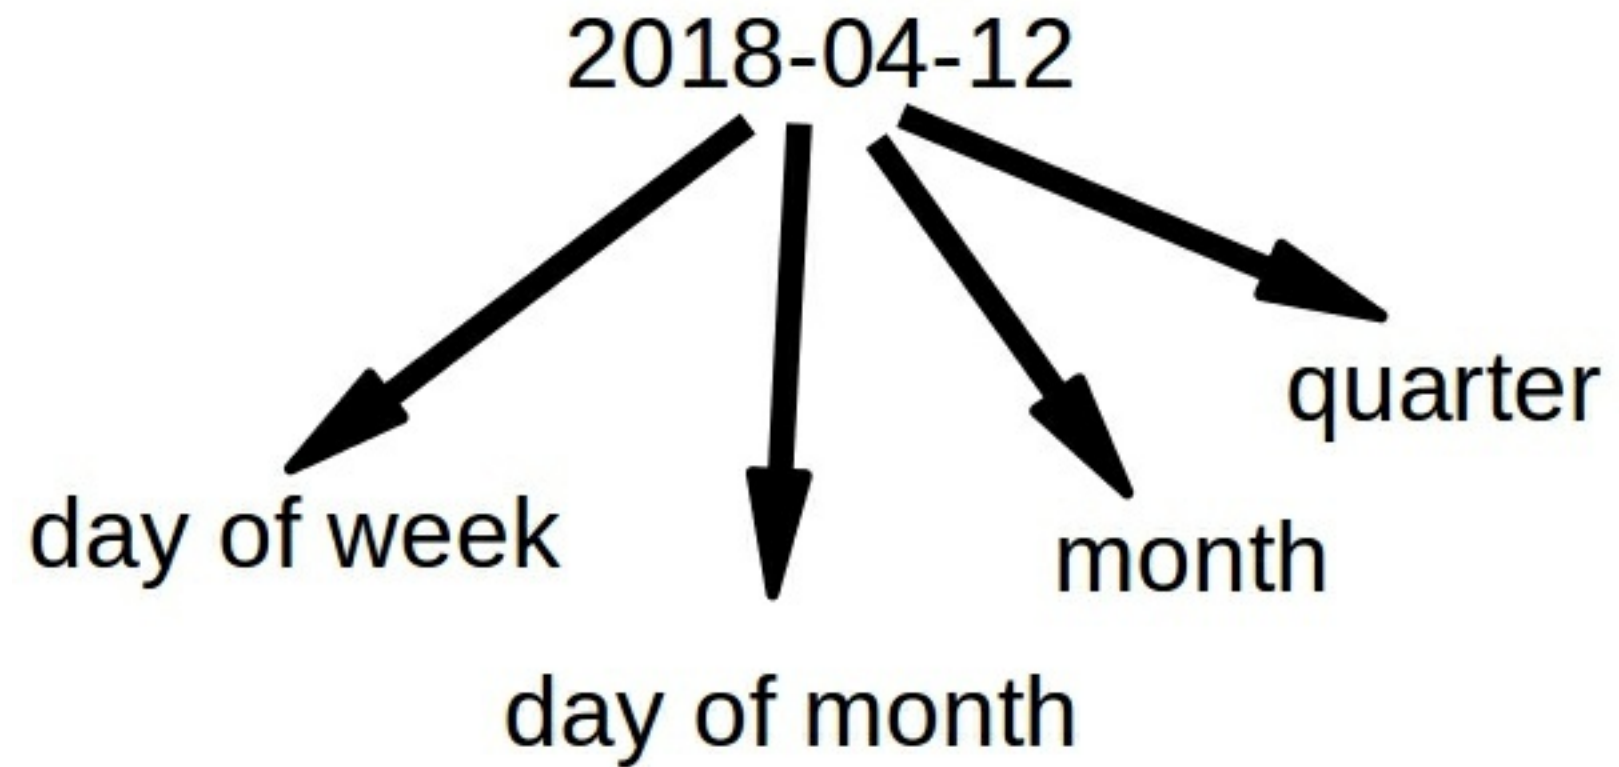 2018-04-12
quarter
day of week
month
day of month